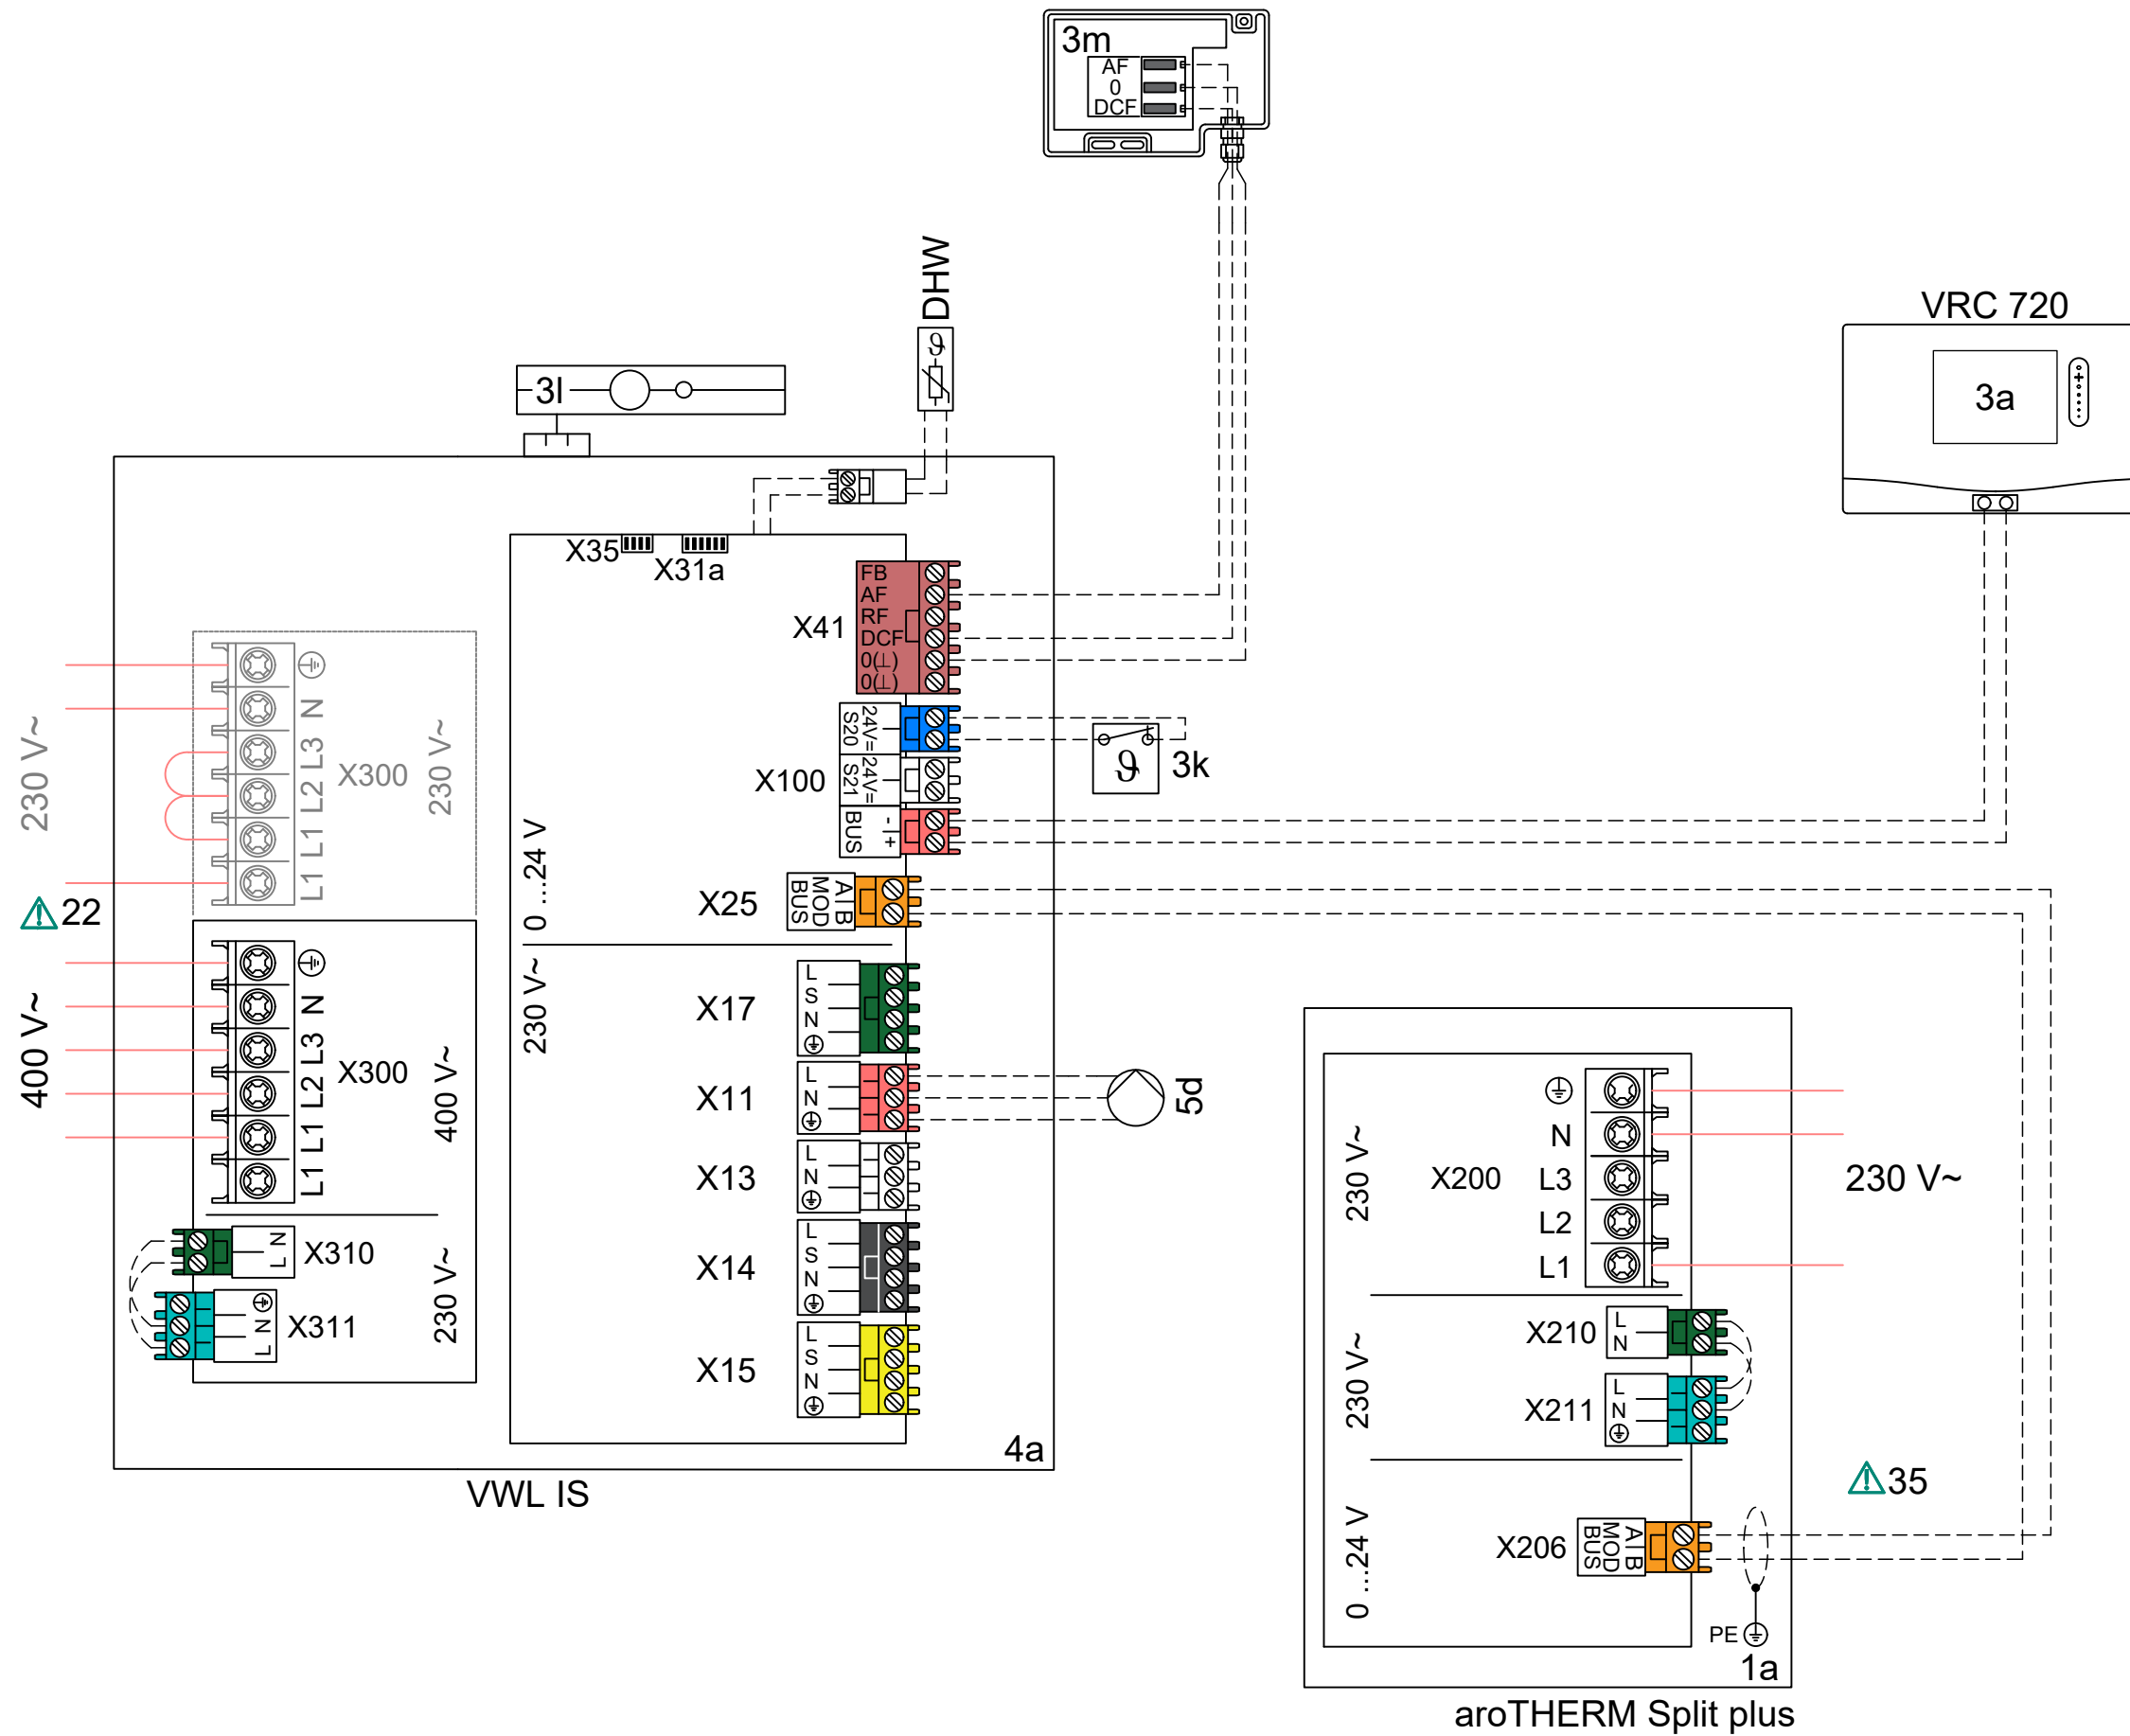 3m
AF
0
DCF
DHW
ϑ
VRC 720
3a
3l
X35
X31a
FB
AF
RF
DCF
0(⊥)
0(⊥)
X41
24V=
S20
24V=
S21
X100
BUS
- +
ϑ
3k
0 ...24 V
X25
A B
MOD
BUS
230 V~
N
L3
L2
L1
L1
X300
230 V~
⚠22
400 V~
N
L3
L2
L1
L1
X300
400 V~
L N
X310
L N
X311
230 V~
230 V~
X17
L
S
N
X11
L
N
5d
X13
L
N
X14
L
S
N
X15
L
S
N
4a
VWL IS
230 V~
X200
N
L3
L2
L1
230 V~
230 V~
X210
L
N
X211
L
N
⚠35
0 ...24 V
X206
A B
MOD
BUS
PE
1a
aroTHERM Split plus